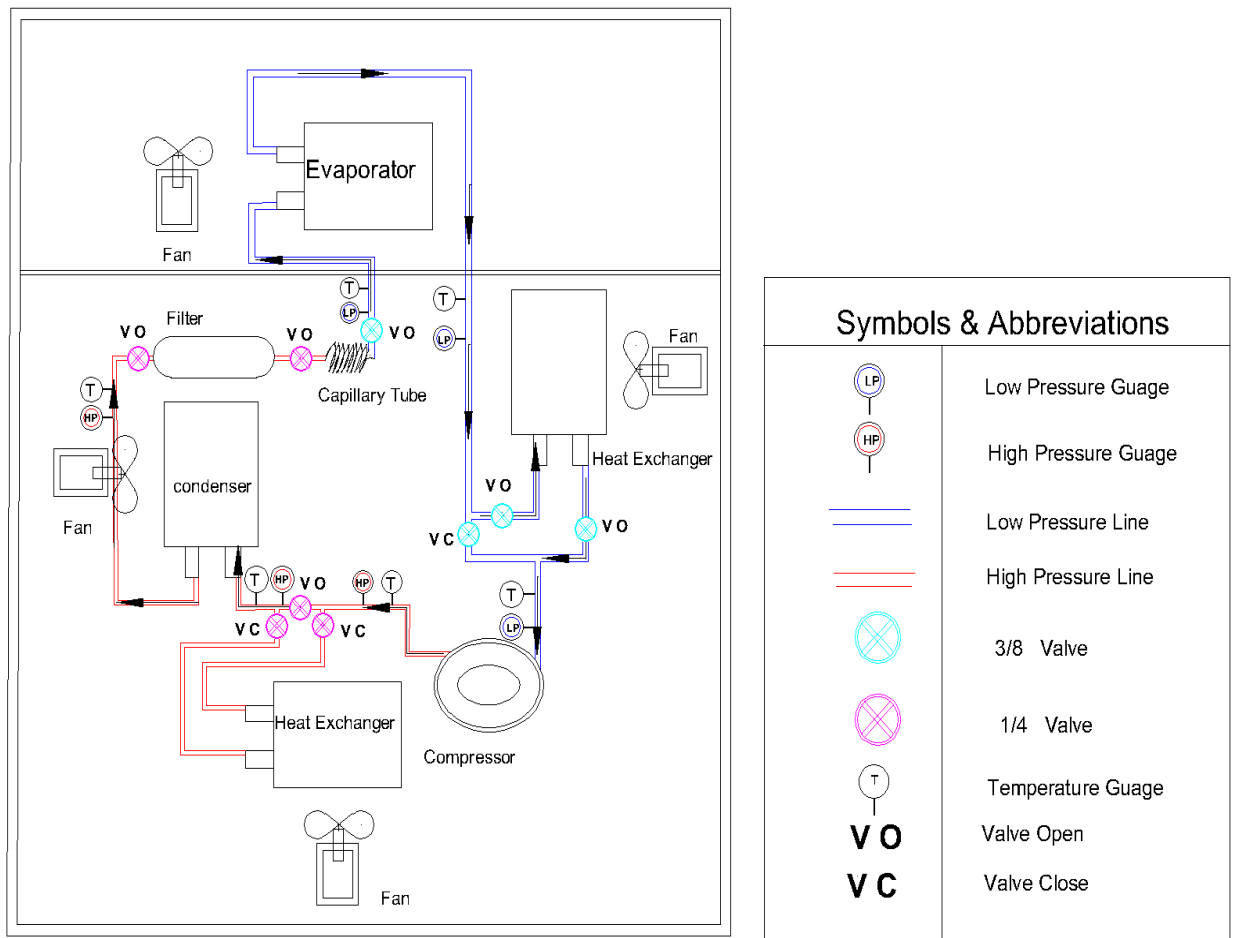 Evaporator
Fan
T
LP
V O
T
LP
Filter
V O
V O
Capillary Tube
Fan
T
HP
condenser
Fan
Heat Exchanger
V O
V C
V O
T
HP
V O
HP
T
T
LP
V C
V C
Heat Exchanger
Compressor
Fan
Symbols & Abbreviations
LP
Low Pressure Guage
HP
High Pressure Guage
Low Pressure Line
High Pressure Line
3/8 Valve
1/4 Valve
T
Temperature Guage
V O
Valve Open
V C
Valve Close